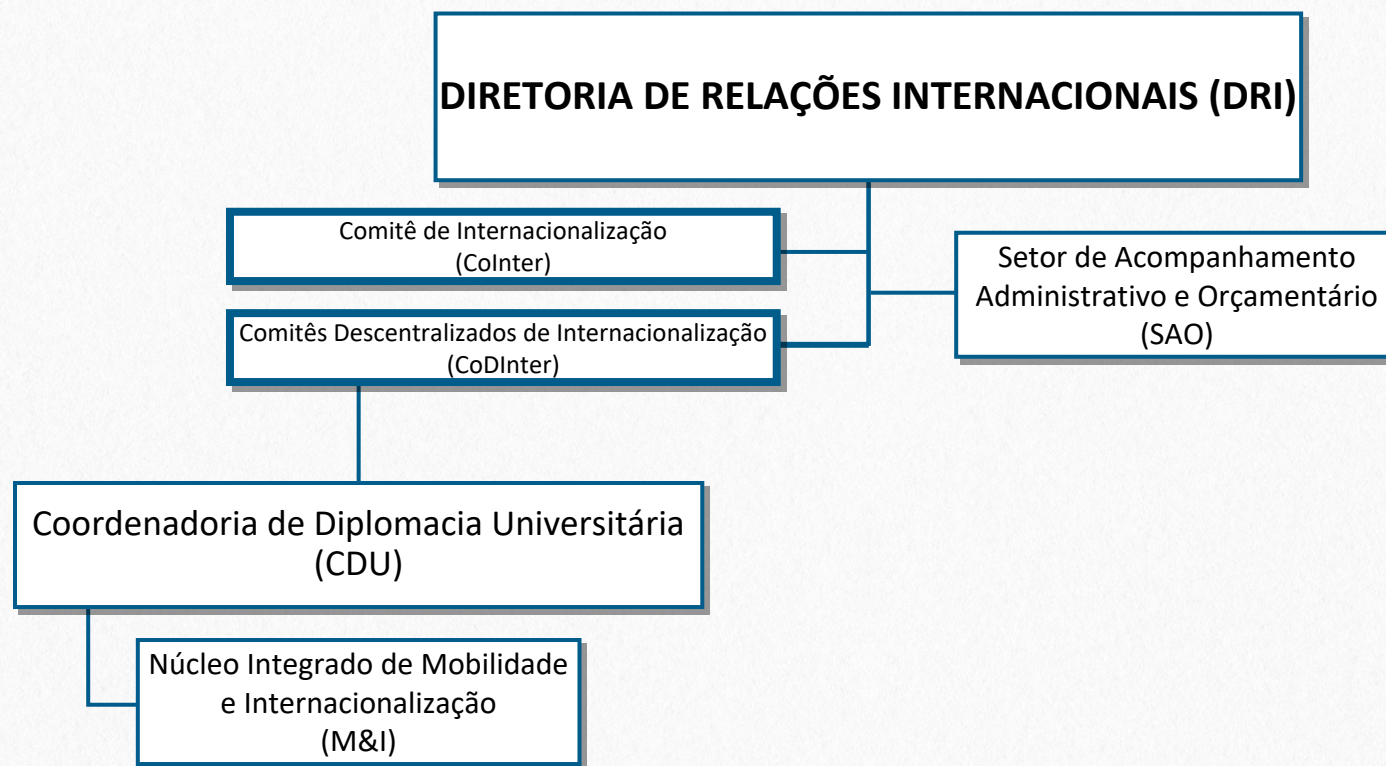 DIRETORIA DE RELAÇÕES INTERNACIONAIS (DRI)
Comitê de Internacionalização
(CoInter)
Setor de Acompanhamento
Administrativo e Orçamentário
(SAO)
Comitês Descentralizados de Internacionalização
(CoDInter)
Coordenadoria de Diplomacia Universitária
(CDU)
Núcleo Integrado de Mobilidade
e Internacionalização
(M&I)